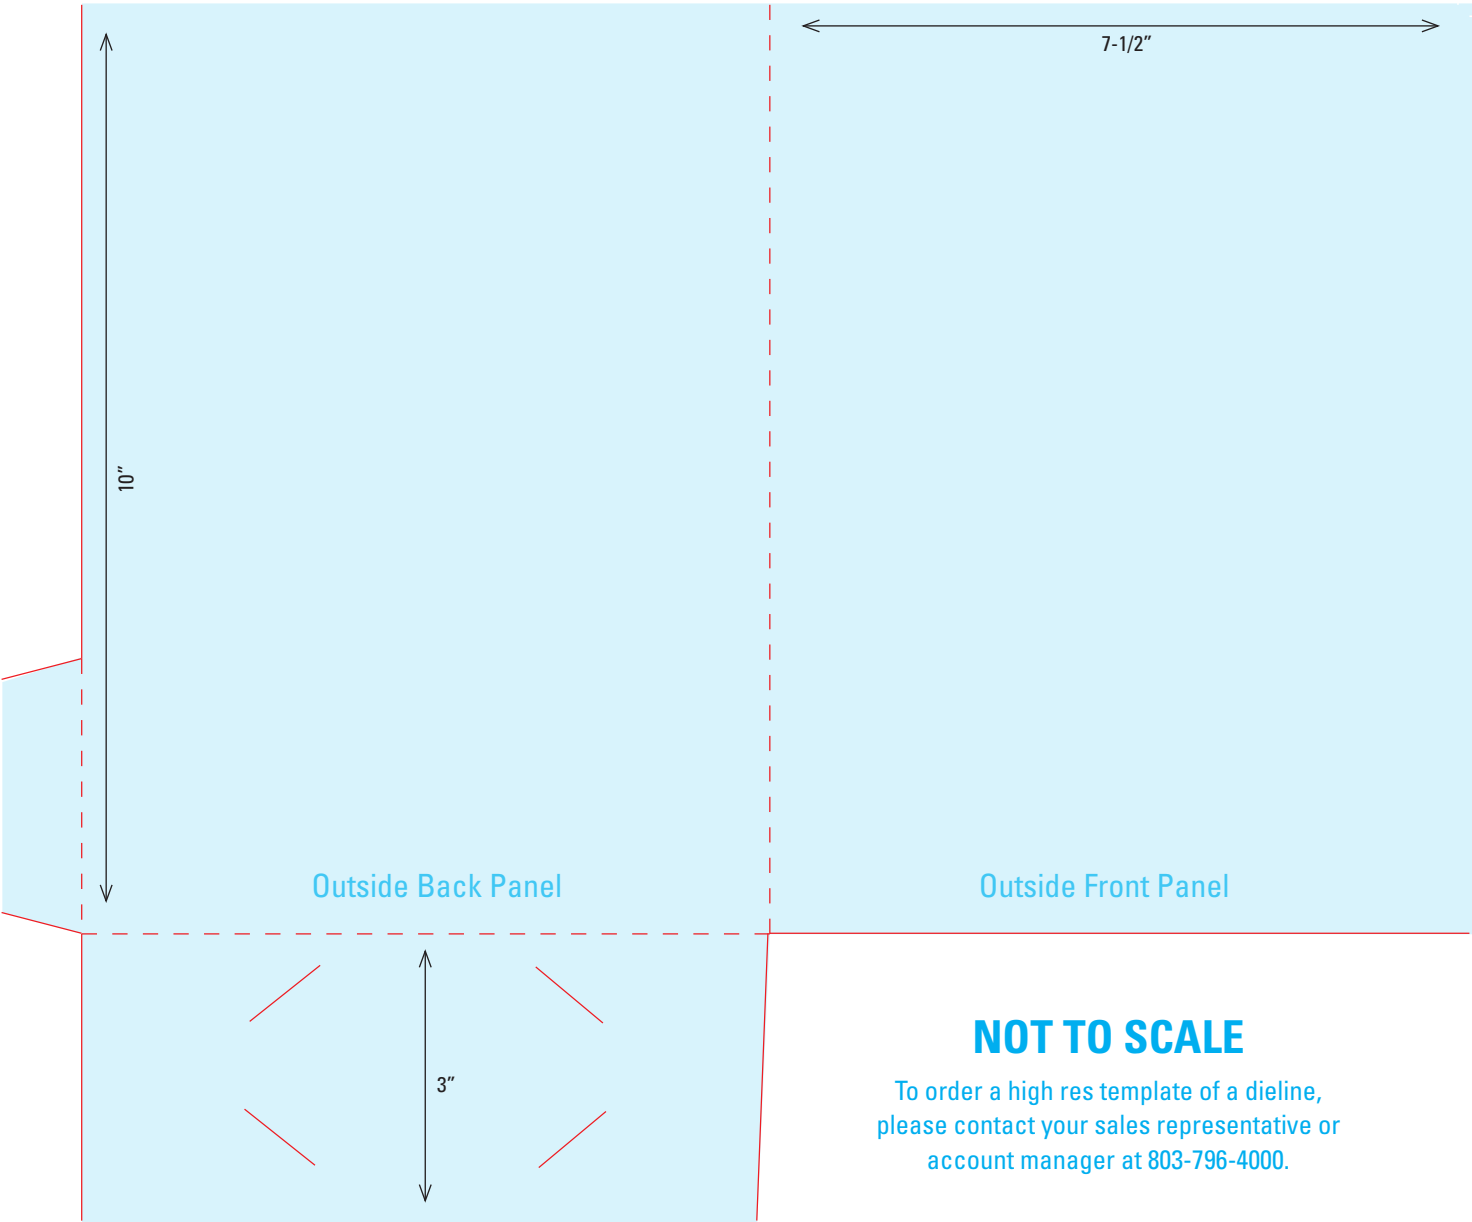 7-1/2”
10”
Outside Back Panel
Outside Front Panel
3”
NOT TO SCALE
To order a high res template of a dieline,
please contact your sales representative or
account manager at 803-796-4000.